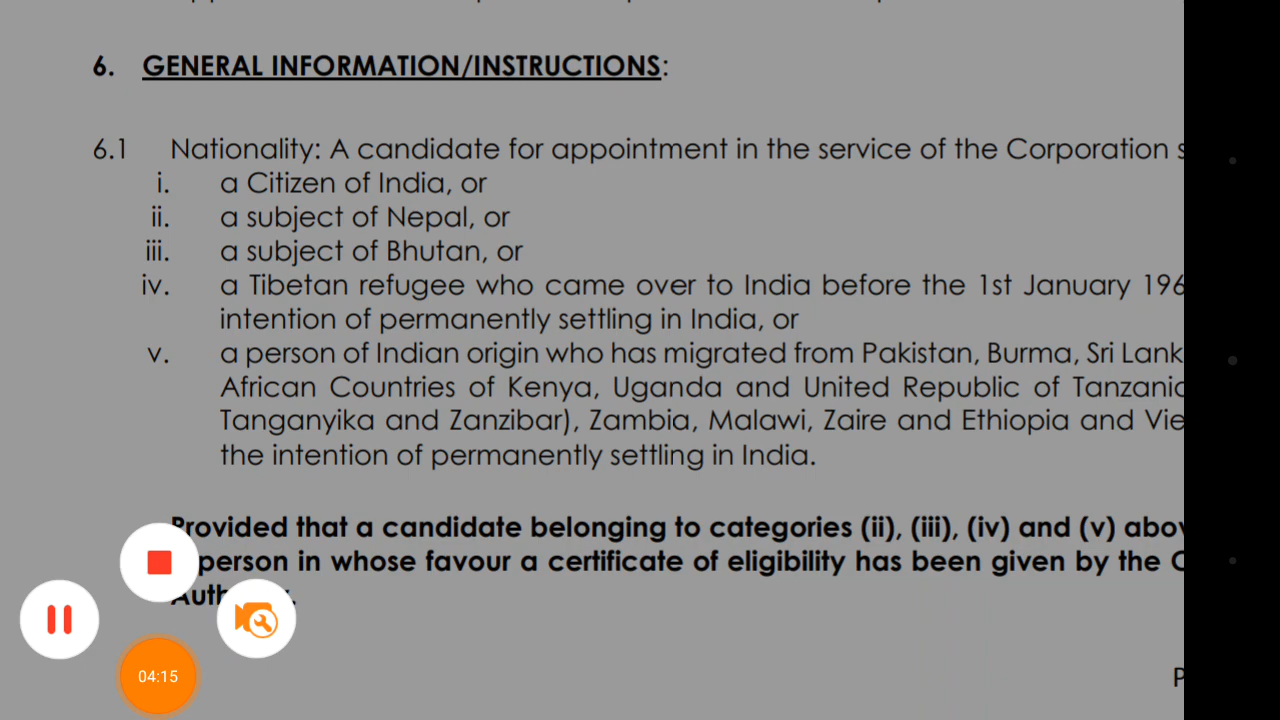 6. GENERAL INFORMATION/INSTRUCTIONS:
6.1 Nationality: A candidate for appointment in the service of the Corporation
i. a Citizen of India, or
ii. a subject of Nepal, or
iii. a subject of Bhutan, or
iv. a Tibetan refugee who came over to India before the 1st January 196
intention of permanently settling in India, or
v. a person of Indian origin who has migrated from Pakistan, Burma, Sri Lank
African Countries of Kenya, Uganda and United Republic of
Tanganyika and Zanzibar), Zambia, Malawi, Zaire and Ethiopia and Vie
the intention of permanently settling in India.
Provided that a candidate belonging to categories (ii), (iii), (iv) and (v)
person in whose favour a certificate of eligibility has been given by the
04:15